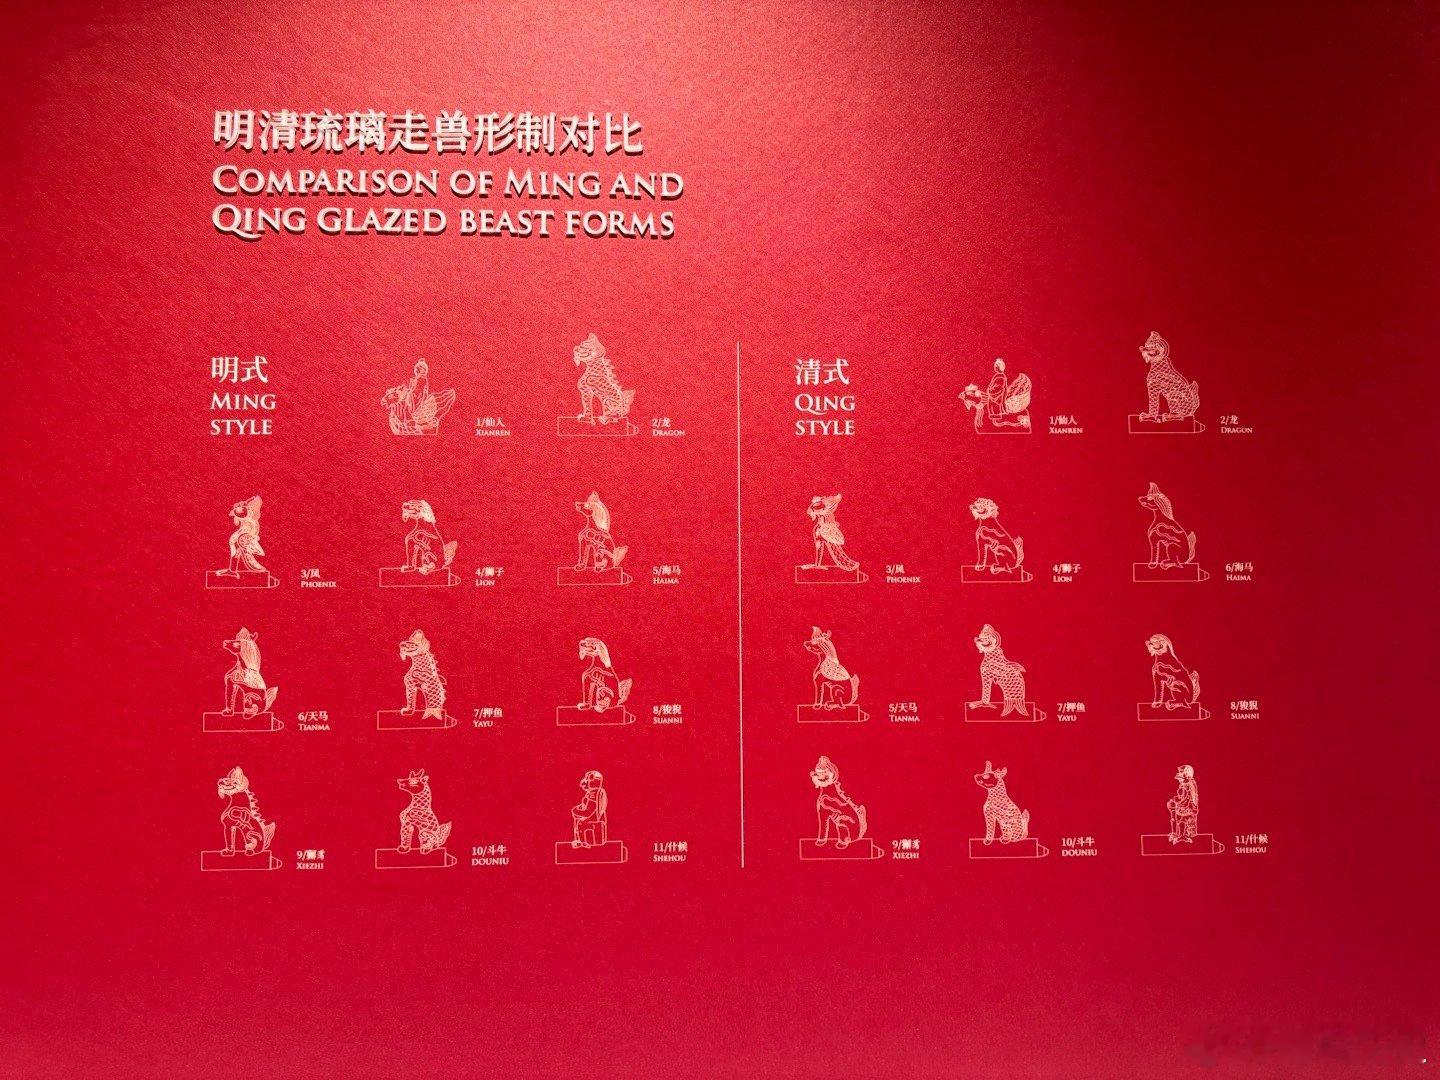 明清琉璃走兽形制对比
COMPARISON OF MING AND
QING GLAZED BEAST FORMS
明式
MING
STYLE
1/仙人
XIANREN
2/龙
DRAGON
3/凤
PHOENIX
4/狮子
LION
5/海马
HAIMA
6/天马
TIANMA
7/押鱼
YAYU
8/狻猊
SUANNI
9/獬豸
XIEZHI
10/斗牛
DOUNIU
11/什候
SHEHOU
清式
QING
STYLE
1/仙人
XIANREN
2/龙
DRAGON
3/凤
PHOENIX
4/狮子
LION
6/海马
HAIMA
5/天马
TIANMA
7/押鱼
YAYU
8/狻猊
SUANNI
9/獬豸
XIEZHI
10/斗牛
DOUNIU
11/什候
SHEHOU